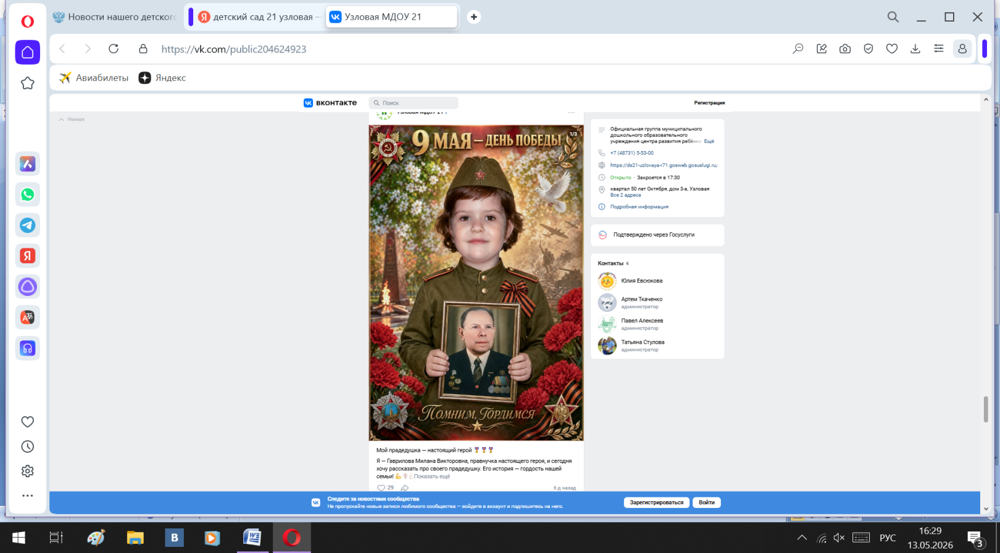 Новости нашего детского
детский сад 21 узловая —
Узловая МДОУ 21
https://vk.com/public204624923
Авиабилеты
Яндекс
вконтакте
Поиск
Регистрация
Наверх
Узловая МДОУ 21
1/3
9 МАЯ — ДЕНЬ ПОБЕДЫ
Помним, Гордимся
Мой прадедушка — настоящий герой
Я — Гаврилова Милана Викторовна, правнучка настоящего героя, и сегодня
хочу рассказать про своего прадедушку. Его история — гордость нашей
семьи! Показать ещё
29
6 д назад
Официальная группа муниципального
дошкольного образовательного
учреждения центра развития ребёнка Ещё
+7 (48731) 5-53-00
https://ds21-uzlovaya-r71.gosweb.gosuslugi.ru/
Открыто · Закроется в 17:30
квартал 50 лет Октября, дом 3-а, Узловая
Все 2 адреса
Подробная информация
Подтверждено через Госуслуги
Контакты 4
Юлия Евсюкова
Артем Ткаченко
администратор
Павел Алексеев
администратор
Татьяна Стулова
администратор
Следите за новостями сообщества
Не пропускайте новые записи любимого сообщества — войдите в аккаунт и подпишитесь на него.
Зарегистрироваться
Войти
РУС
16:29
13.05.2026
3